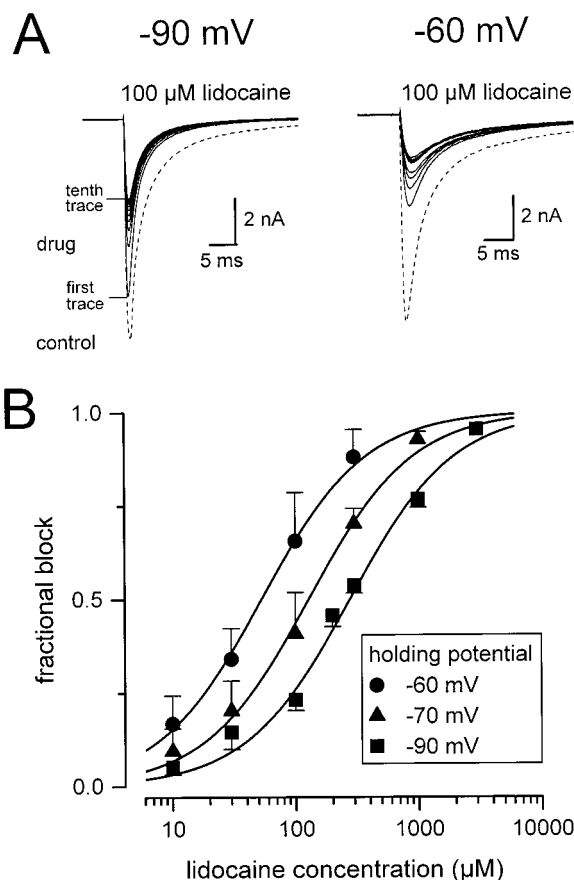 A
-90 mV
-60 mV
100 µM lidocaine
100 µM lidocaine
tenth
trace
drug
first
trace
control
2 nA
5 ms
2 nA
5 ms
B
1.0
0.5
0.0
fractional block
holding potential
-60 mV
-70 mV
-90 mV
10
100
1000
10000
lidocaine concentration (µM)